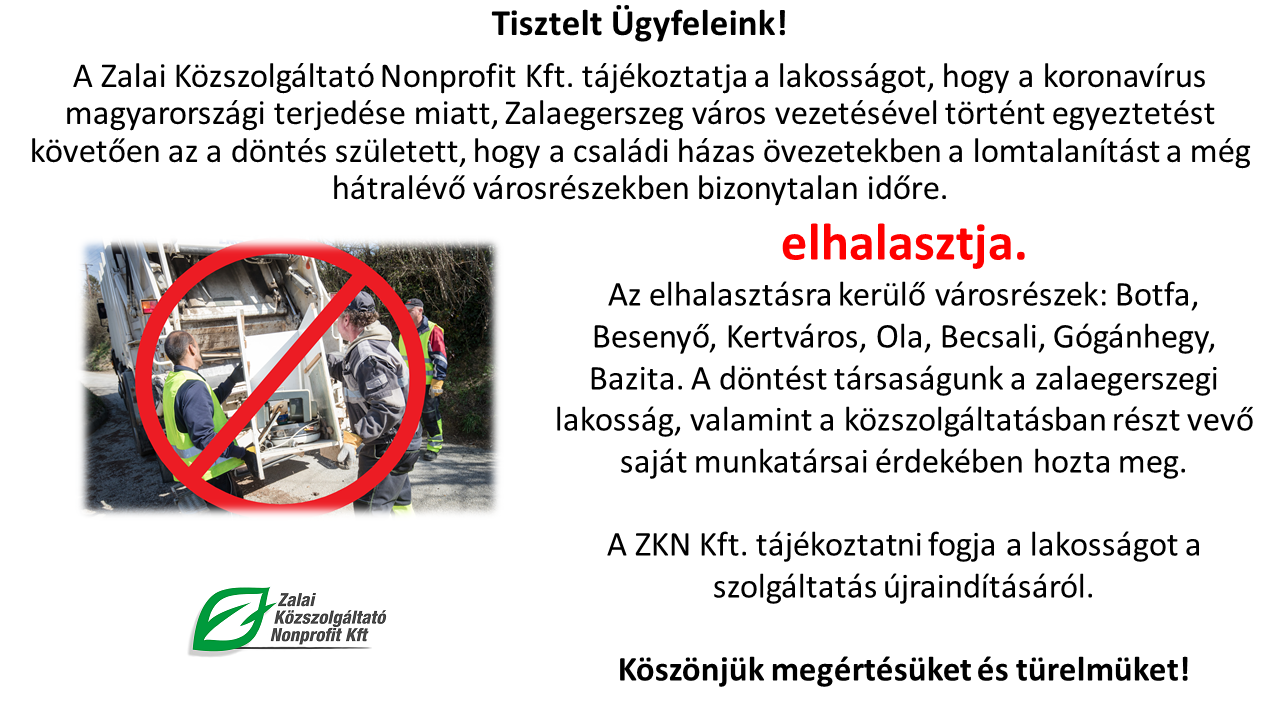 Tisztelt Ügyfeleink!
A Zalai Közszolgáltató Nonprofit Kft. tájékoztatja a lakosságot, hogy a koronavírus
magyarországi terjedése miatt, Zalaegerszeg város vezetésével történt egyeztetést
követően az a döntés született, hogy a családi házas övezetekben a lomtalanítást a még
hátralévő városrészekben bizonytalan időre.
elhalasztja.
Az elhalasztásra kerülő városrészek: Botfa,
Besenyő, Kertváros, Ola, Becsali, Gógánhegy,
Bazita. A döntést társaságunk a zalaegerszegi
lakosság, valamint a közszolgáltatásban részt vevő
saját munkatársai érdekében hozta meg.
A ZKN Kft. tájékoztatni fogja a lakosságot a
szolgáltatás újraindításáról.
Köszönjük megértésüket és türelmüket!
Zalai
Közszolgáltató
Nonprofit Kft